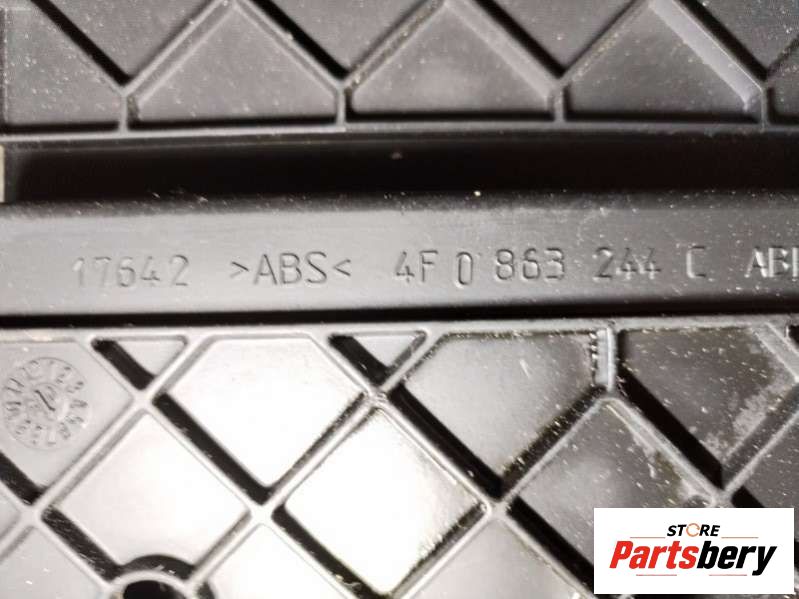 17642 >ABS< 4F0 863 244 C
STORE
Partsbery